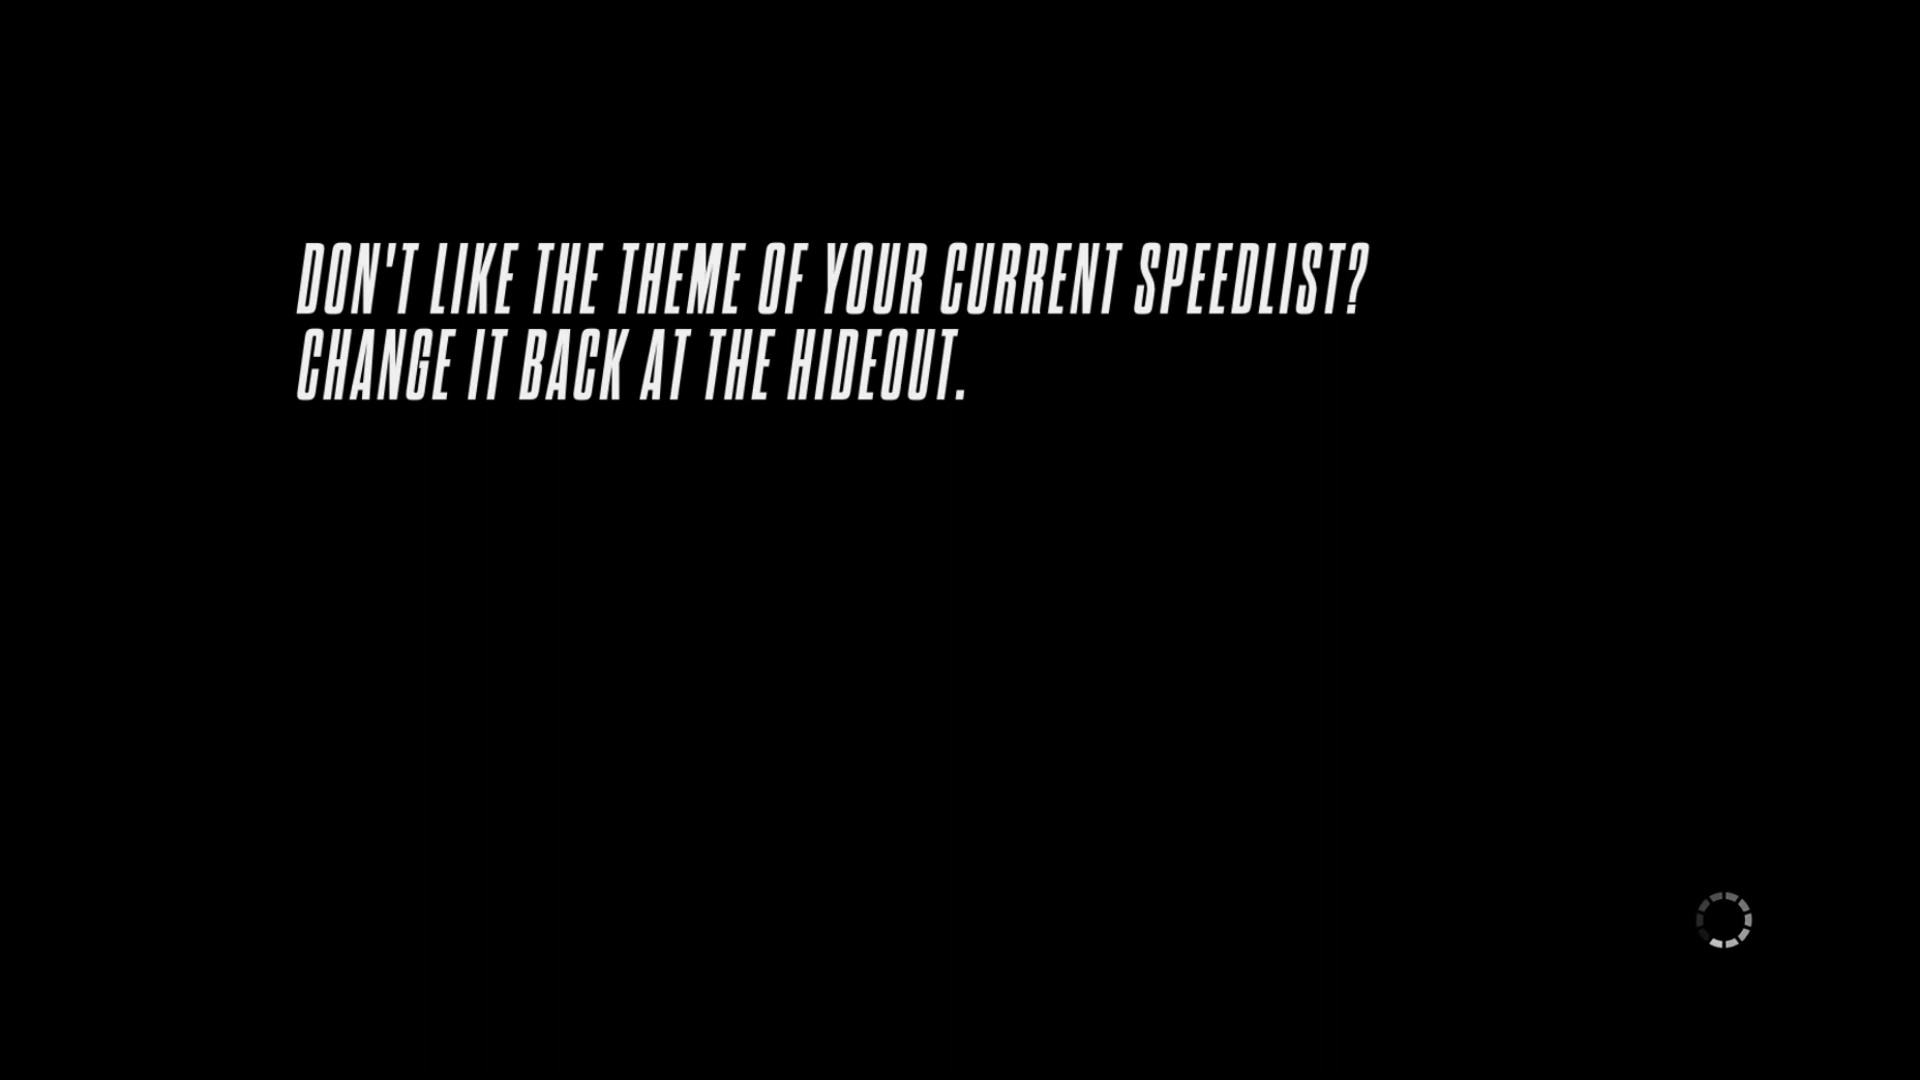 DON'T LIKE THE THEME OF YOUR CURRENT SPEEDLIST?
CHANGE IT BACK AT THE HIDEOUT.